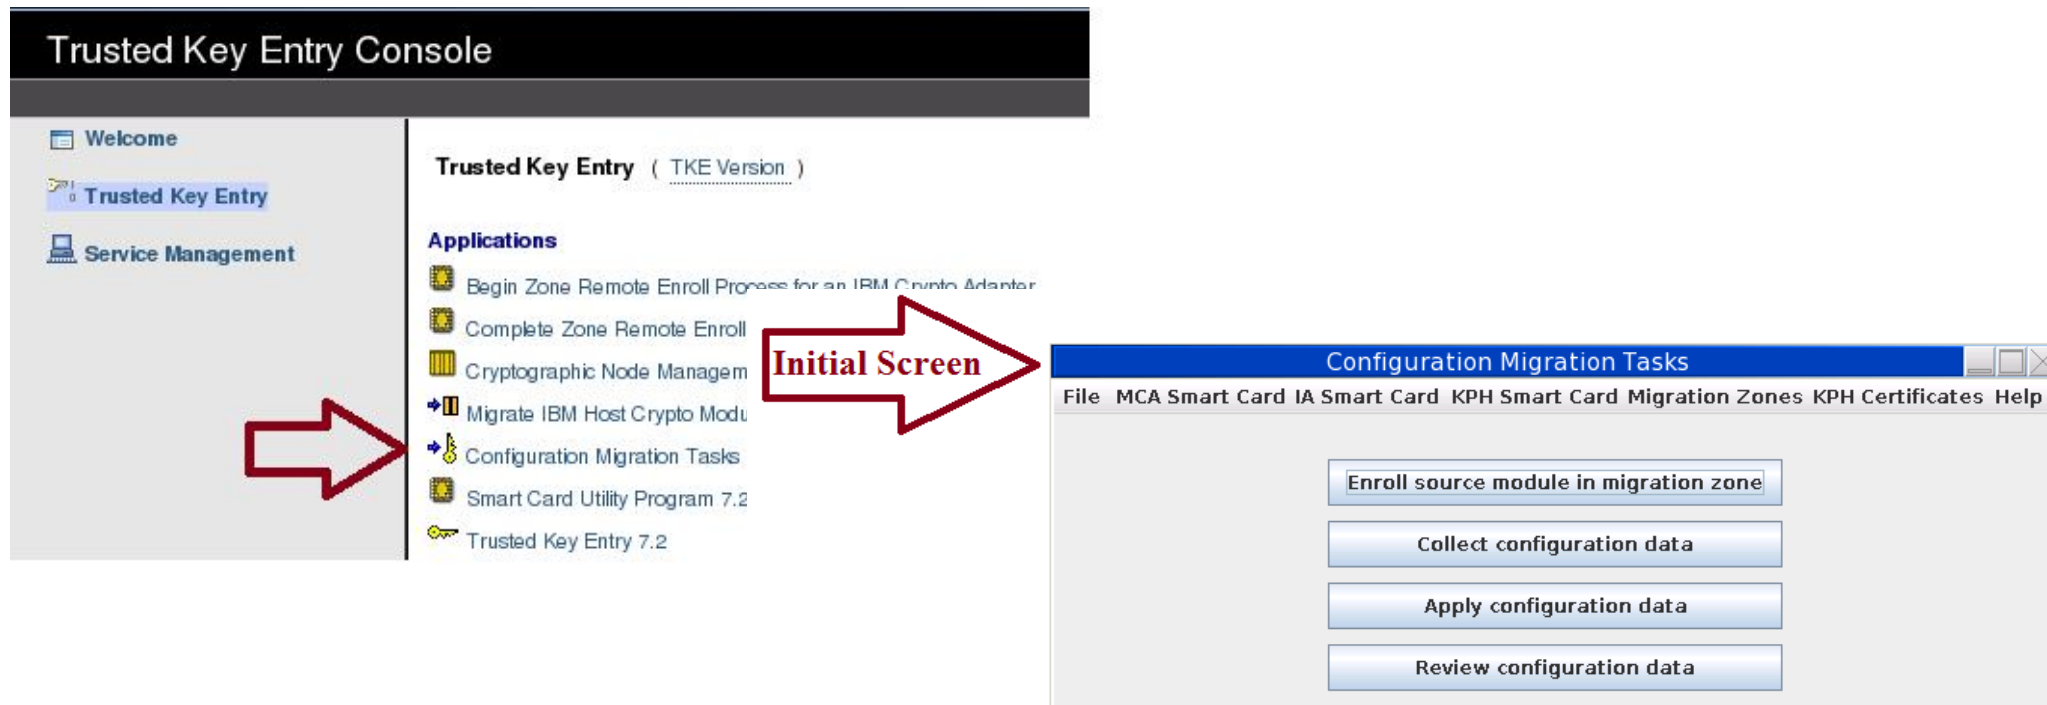 Trusted Key Entry Console
Welcome
Trusted Key Entry
Service Management
Trusted Key Entry ( TKE Version )
Applications
Begin Zone Remote Enroll Process for an IBM Crypto Adapter
Complete Zone Remote Enroll
Cryptographic Node Managem
Migrate IBM Host Crypto Modu
Configuration Migration Tasks
Smart Card Utility Program 7.2
Trusted Key Entry 7.2
Initial Screen
Configuration Migration Tasks
File MCA Smart Card IA Smart Card KPH Smart Card Migration Zones KPH Certificates Help
Enroll source module in migration zone
Collect configuration data
Apply configuration data
Review configuration data